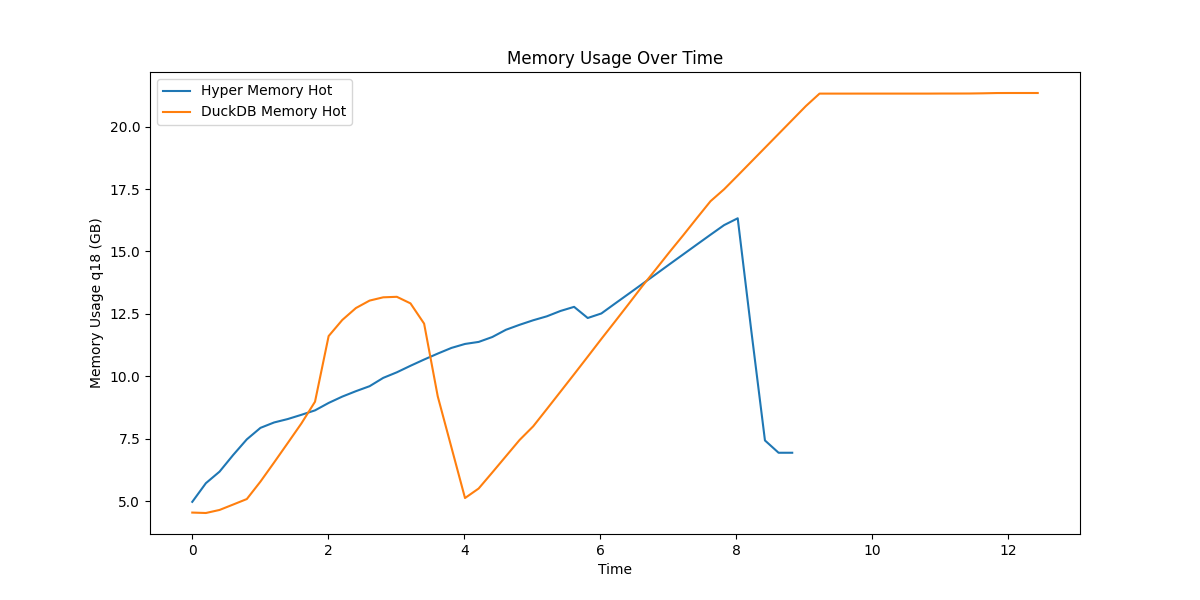 Memory Usage Over Time
Hyper Memory Hot
DuckDB Memory Hot
Memory Usage q18 (GB)
20.0
17.5
15.0
12.5
10.0
7.5
5.0
0 2 4 6 8 10 12
Time